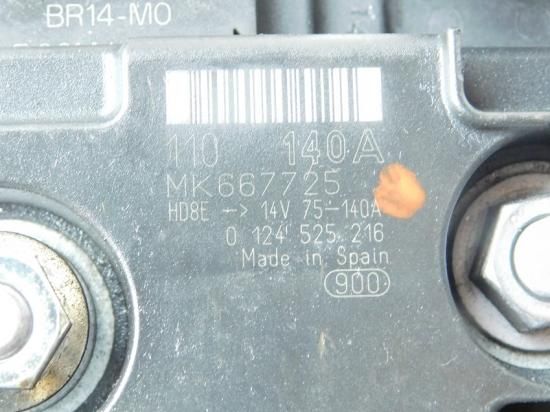 BR14-M0
110 140A
MK667725
HD8E -> 14V 75-140A
0 124 525 216
Made in Spain
900